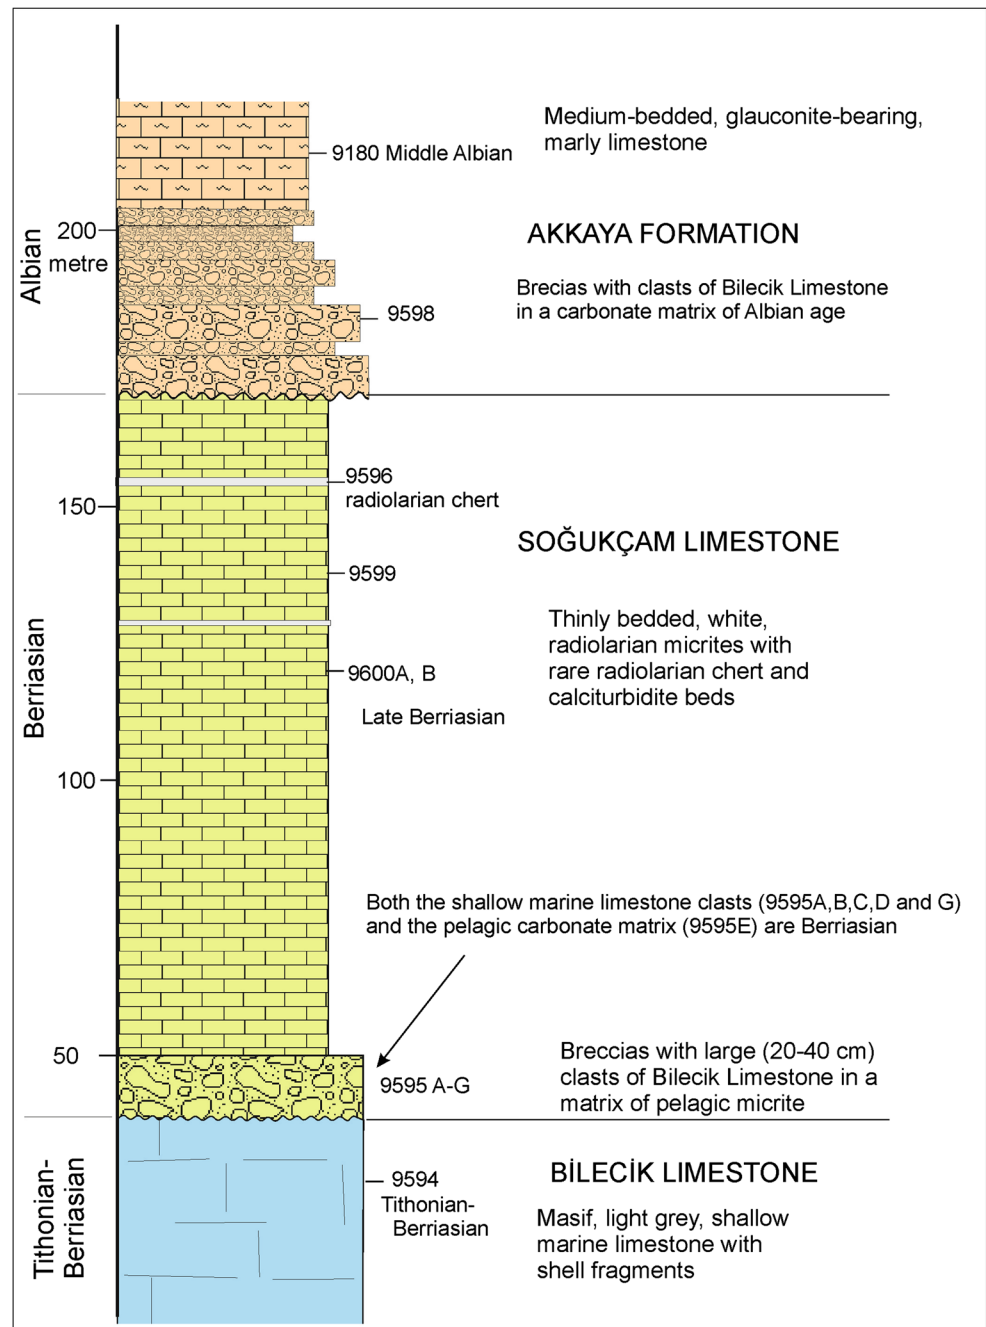 Medium-bedded, glauconite-bearing,
marly limestone
9180 Middle Albian
Albian
200
metre
AKKAYA FORMATION
Brecias with clasts of Bilecik Limestone
in a carbonate matrix of Albian age
9598
Berriasian
9596
radiolarian chert
150
SOĞUKÇAM LIMESTONE
9599
Thinly bedded, white,
radiolarian micrites with
rare radiolarian chert and
calciturbidite beds
9600A, B
Late Berriasian
100
Both the shallow marine limestone clasts (9595A,B,C,D and G)
and the pelagic carbonate matrix (9595E) are Berriasian
50
9595 A-G
Breccias with large (20-40 cm)
clasts of Bilecik Limestone in a
matrix of pelagic micrite
Tithonian-
Berriasian
9594
Tithonian-
Berriasian
BİLECİK LIMESTONE
Masif, light grey, shallow
marine limestone with
shell fragments